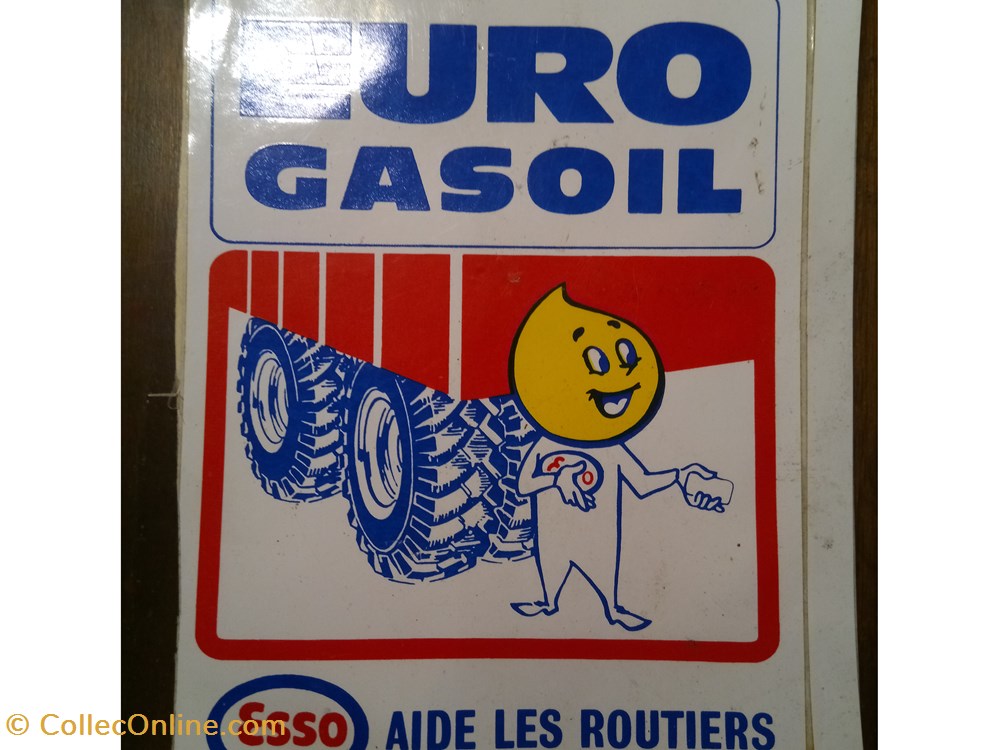 EURO
GASOIL
Esso AIDE LES ROUTIERS
© CollecOnline.com